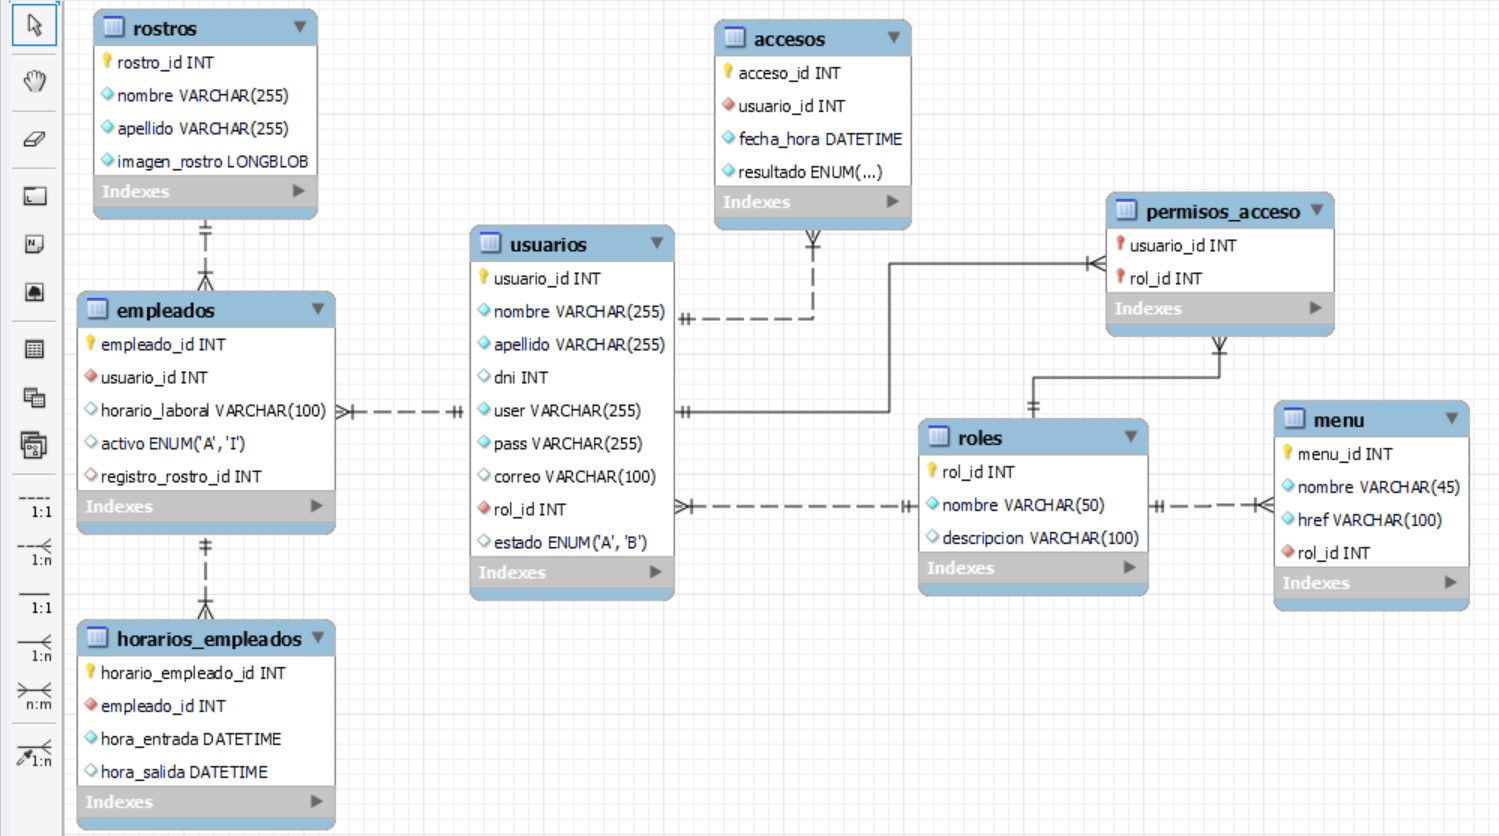 rostros
rostro_id INT
nombre VARCHAR(255)
apellido VARCHAR(255)
imagen_rostro LONGBLOB
Indexes
accesos
acceso_id INT
usuario_id INT
fecha_hora DATETIME
resultado ENUM(...)
Indexes
permisos_acceso
usuario_id INT
rol_id INT
Indexes
usuarios
usuario_id INT
nombre VARCHAR(255)
apellido VARCHAR(255)
dni INT
user VARCHAR(255)
pass VARCHAR(255)
correo VARCHAR(100)
rol_id INT
estado ENUM('A', 'B')
Indexes
empleados
empleado_id INT
usuario_id INT
horario_laboral VARCHAR(100)
activo ENUM('A', 'I')
registro_rostro_id INT
Indexes
roles
rol_id INT
nombre VARCHAR(50)
descripcion VARCHAR(100)
Indexes
menu
menu_id INT
nombre VARCHAR(45)
href VARCHAR(100)
rol_id INT
Indexes
horarios_empleados
horario_empleado_id INT
empleado_id INT
hora_entrada DATETIME
hora_salida DATETIME
Indexes
N
1:1
1:n
1:1
1:n
n:m
1:n